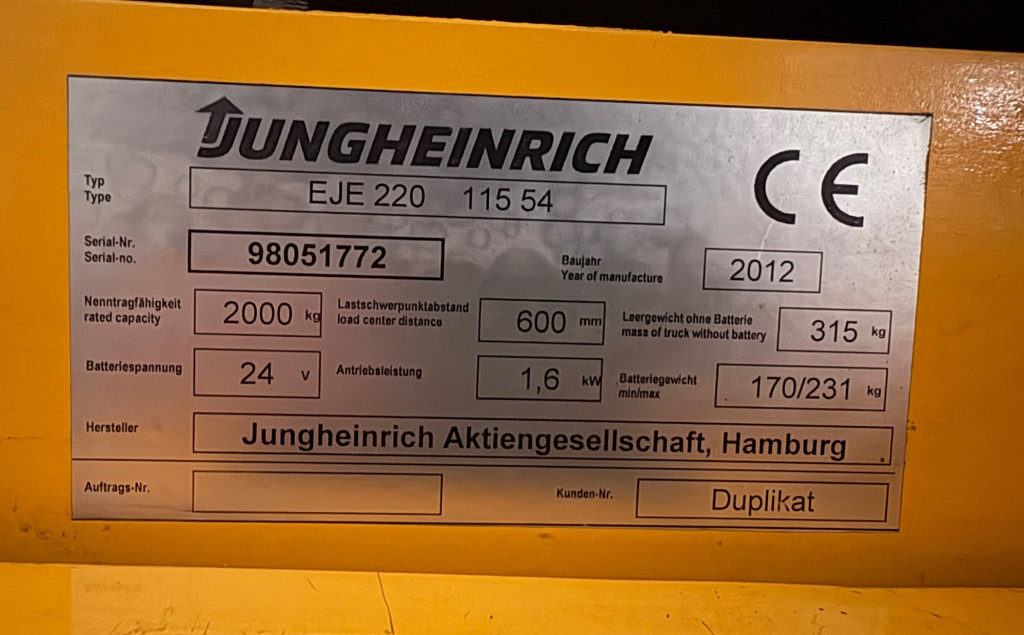 JUNGHEINRICH
CE
Typ
Type
EJE 220 115 54
Serial-Nr.
Serial-no.
98051772
Baujahr
Year of manufacture
2012
Nenntragfähigkeit
rated capacity
2000 kg
Lastschwerpunktabstand
load center distance
600 mm
Leergewicht ohne Batterie
mass of truck without battery
315 kg
Batteriespannung
24 V
Antriebsleistung
1,6 kW
Batteriegewicht
min/max
170/231 kg
Hersteller
Jungheinrich Aktiengesellschaft, Hamburg
Auftrags-Nr.
Kunden-Nr.
Duplikat